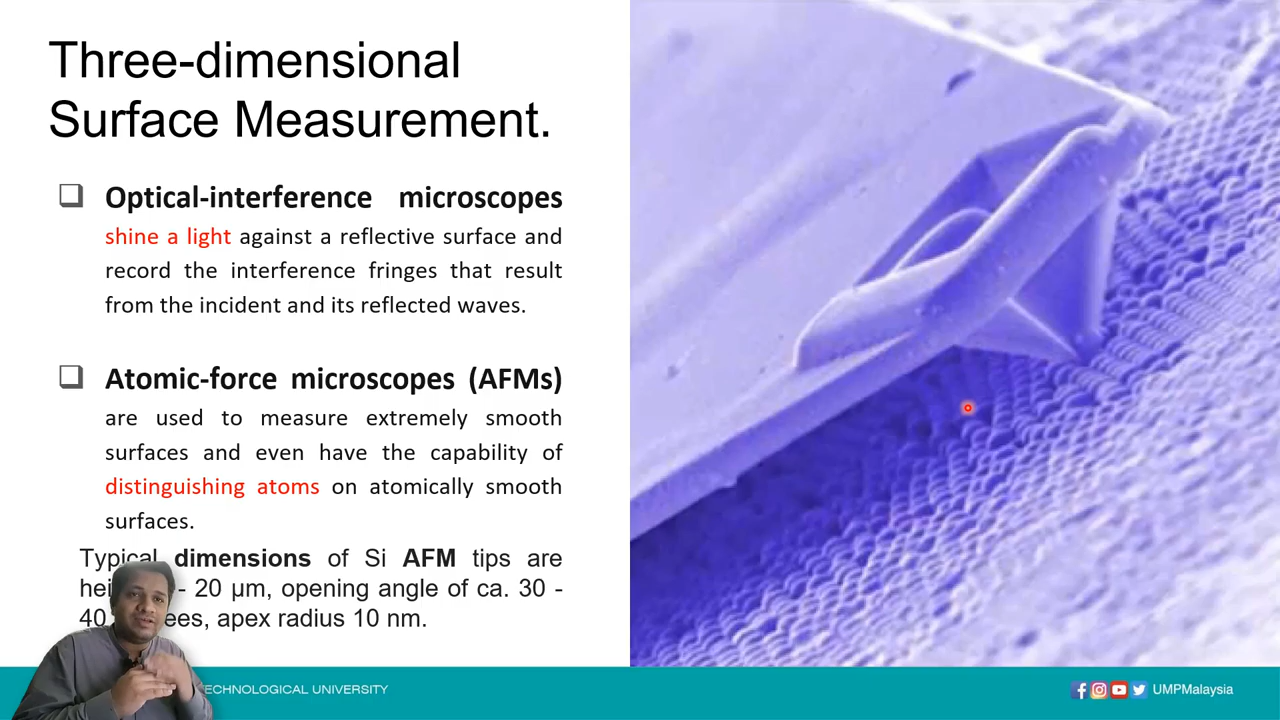 Three-dimensional
Surface Measurement.
Optical-interference microscopes
shine a light against a reflective surface and
record the interference fringes that result
from the incident and its reflected waves.
Atomic-force microscopes (AFMs)
are used to measure extremely smooth
surfaces and even have the capability of
distinguishing atoms on atomically smooth
surfaces.
Typical dimensions of Si AFM tips are
- 20 μm, opening angle of ca. 30 -
40 apex radius 10 nm.
UNIVERSITY
UMPMalaysia